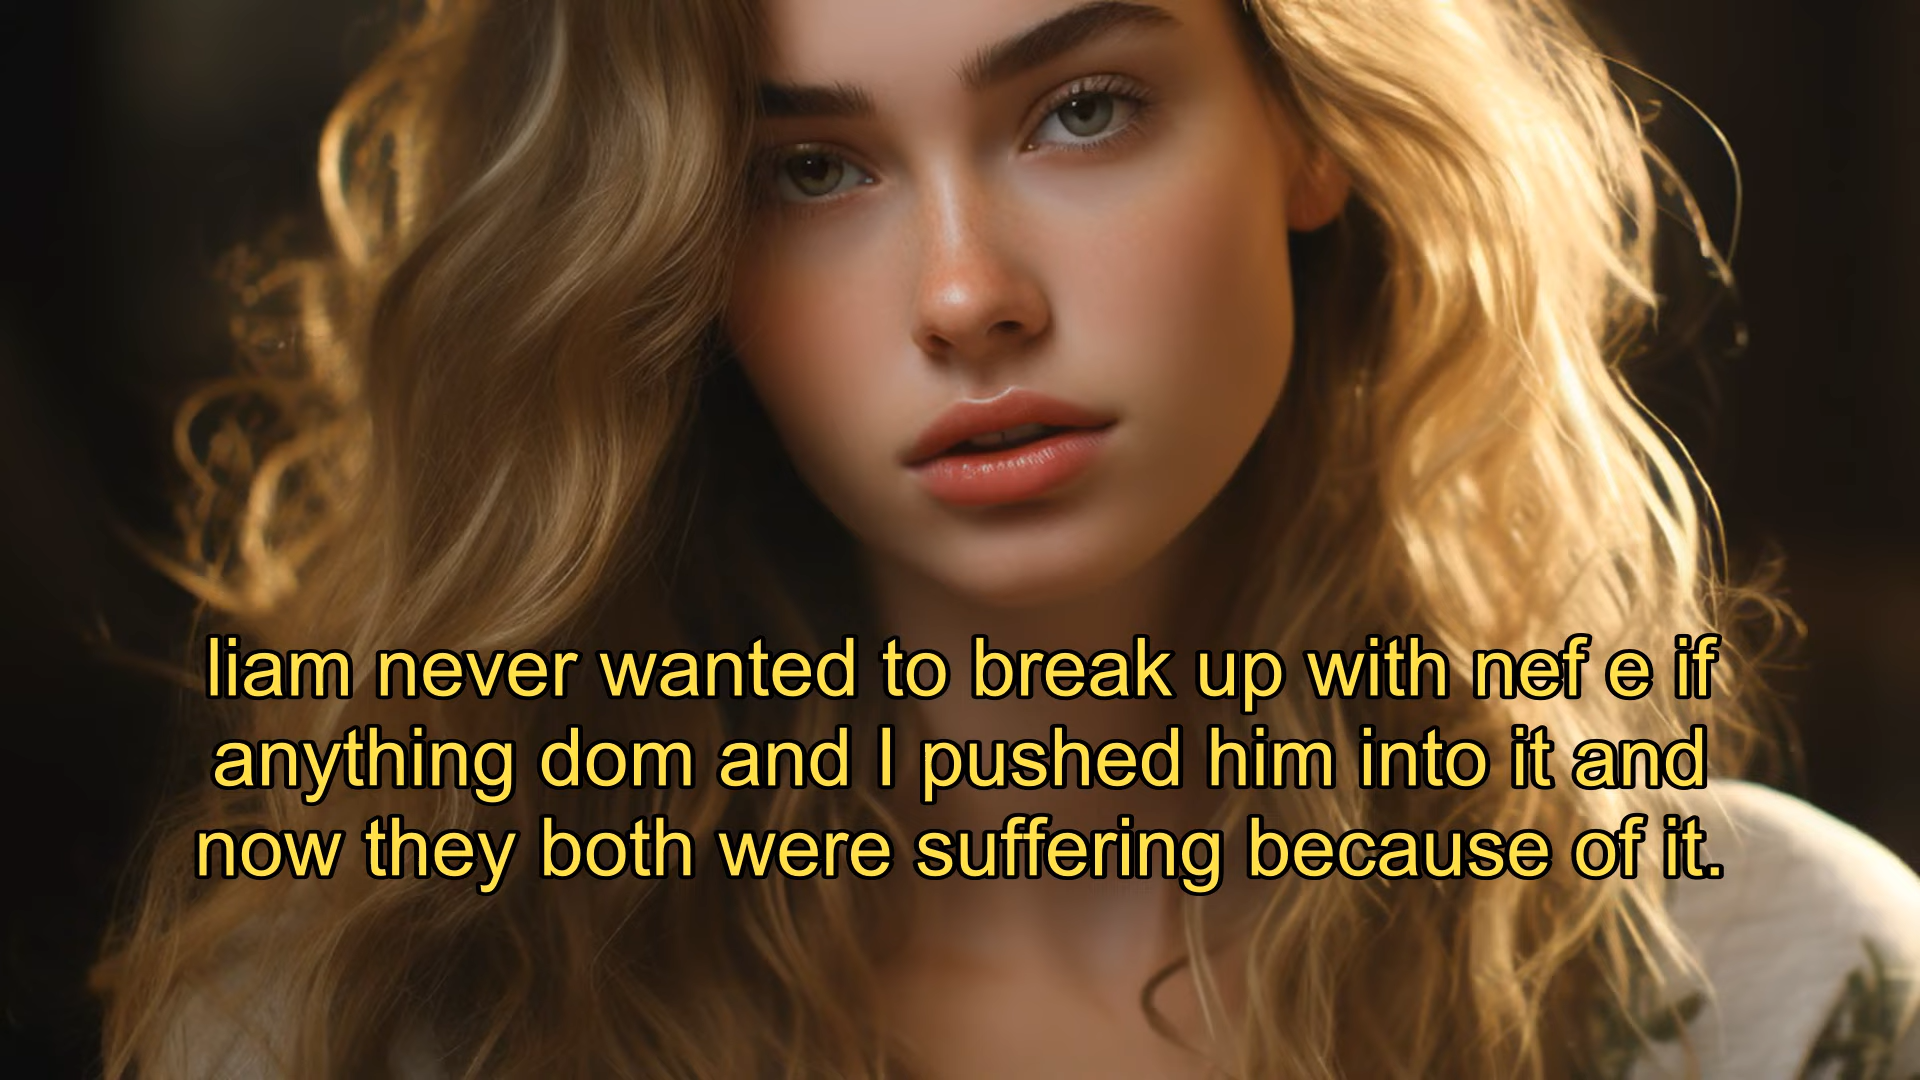 liam never wanted to break up with nef e if
anything dom and I pushed him into it and
now they both were suffering because of it.